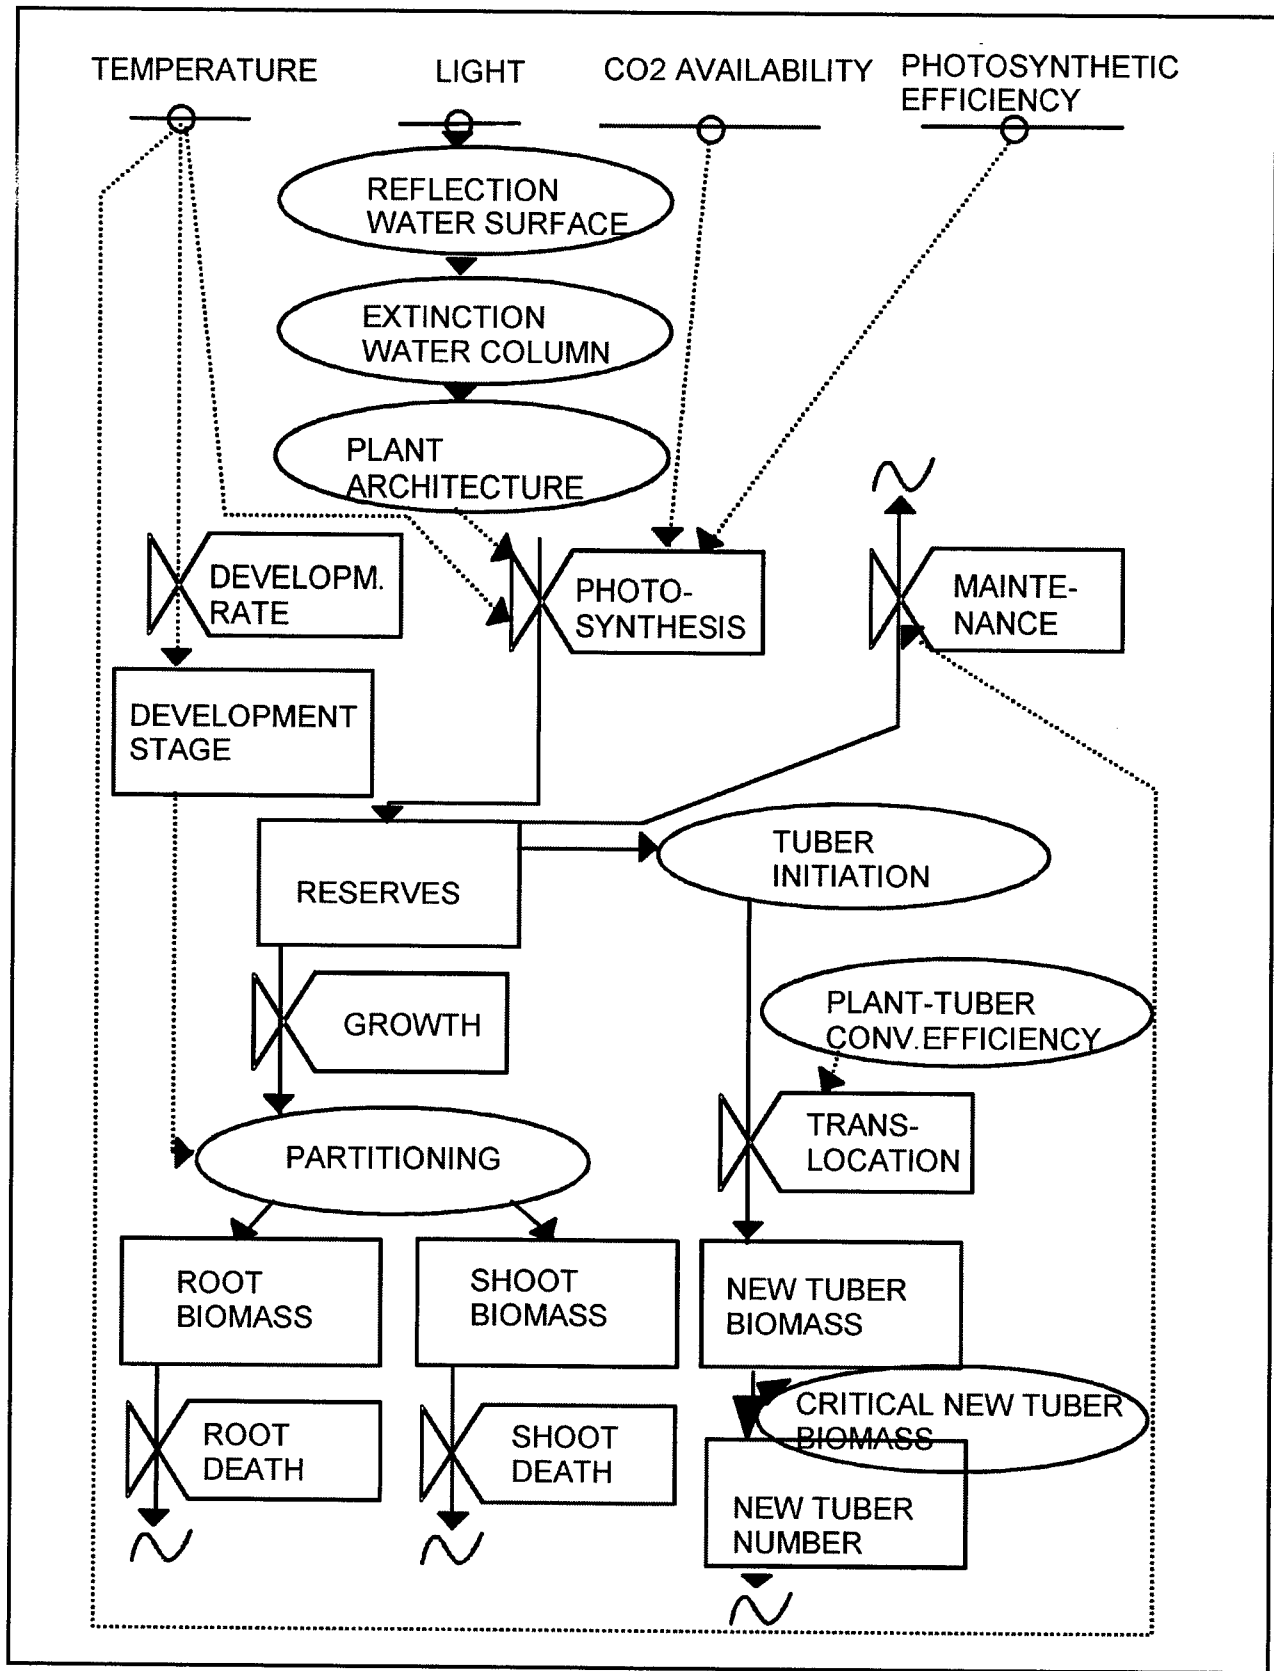 TEMPERATURE
LIGHT
CO2 AVAILABILITY
PHOTOSYNTHETIC
EFFICIENCY
REFLECTION
WATER SURFACE
EXTINCTION
WATER COLUMN
PLANT
ARCHITECTURE
DEVELOPM.
RATE
PHOTO-
SYNTHESIS
MAINTE-
NANCE
DEVELOPMENT
STAGE
RESERVES
TUBER
INITIATION
GROWTH
PLANT-TUBER
CONV.EFFICIENCY
PARTITIONING
TRANS-
LOCATION
ROOT
BIOMASS
SHOOT
BIOMASS
NEW TUBER
BIOMASS
CRITICAL NEW TUBER
BIOMASS
ROOT
DEATH
SHOOT
DEATH
NEW TUBER
NUMBER